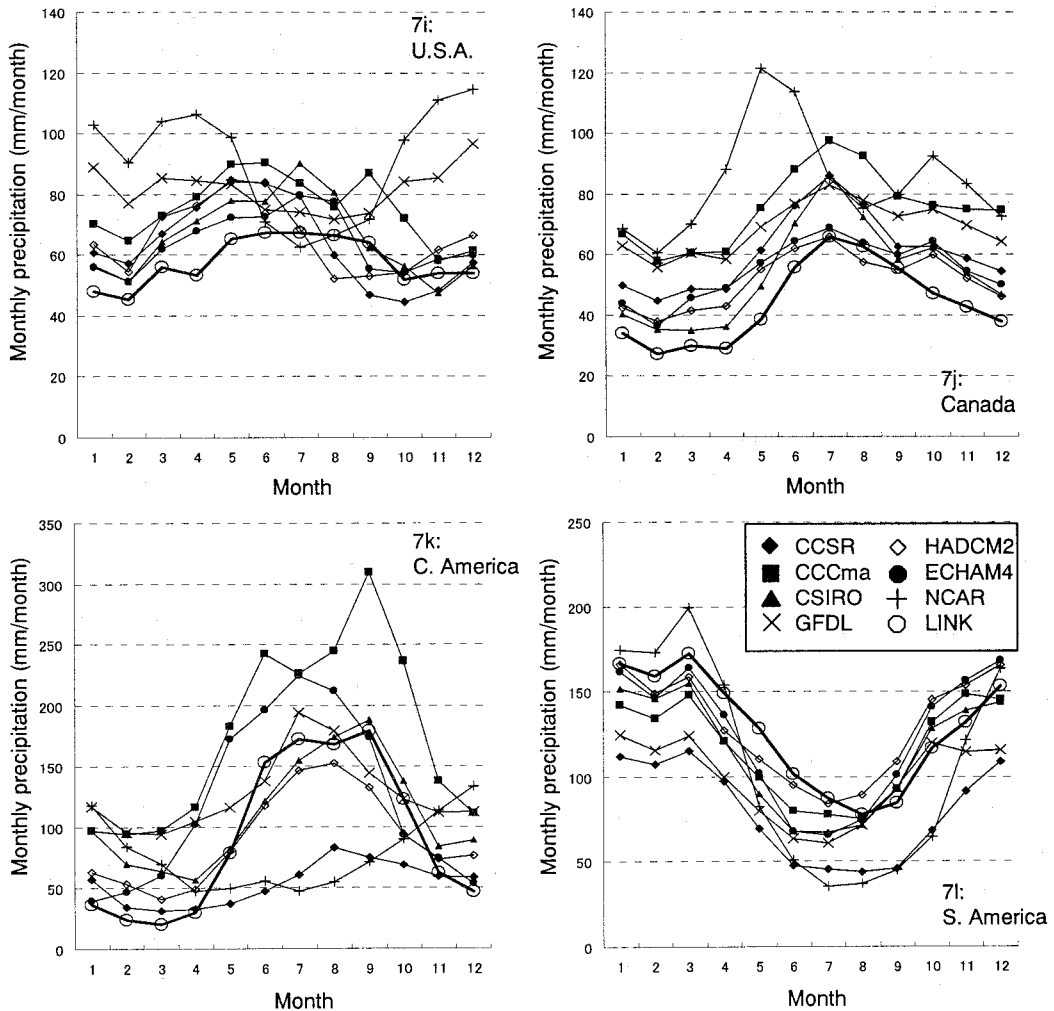 7i:
U.S.A.
Monthly precipitation (mm/month)
140
120
100
80
60
40
20
0
1 2 3 4 5 6 7 8 9 10 11 12
Month
7j:
Canada
Monthly precipitation (mm/month)
140
120
100
80
60
40
20
0
1 2 3 4 5 6 7 8 9 10 11 12
Month
7k:
C. America
Monthly precipitation (mm/month)
350
300
250
200
150
100
50
0
1 2 3 4 5 6 7 8 9 10 11 12
Month
Monthly precipitation (mm/month)
250
200
150
100
50
0
CCSR HADCM2
CCCma ECHAM4
CSIRO NCAR
GFDL LINK
7l:
S. America
1 2 3 4 5 6 7 8 9 10 11 12
Month